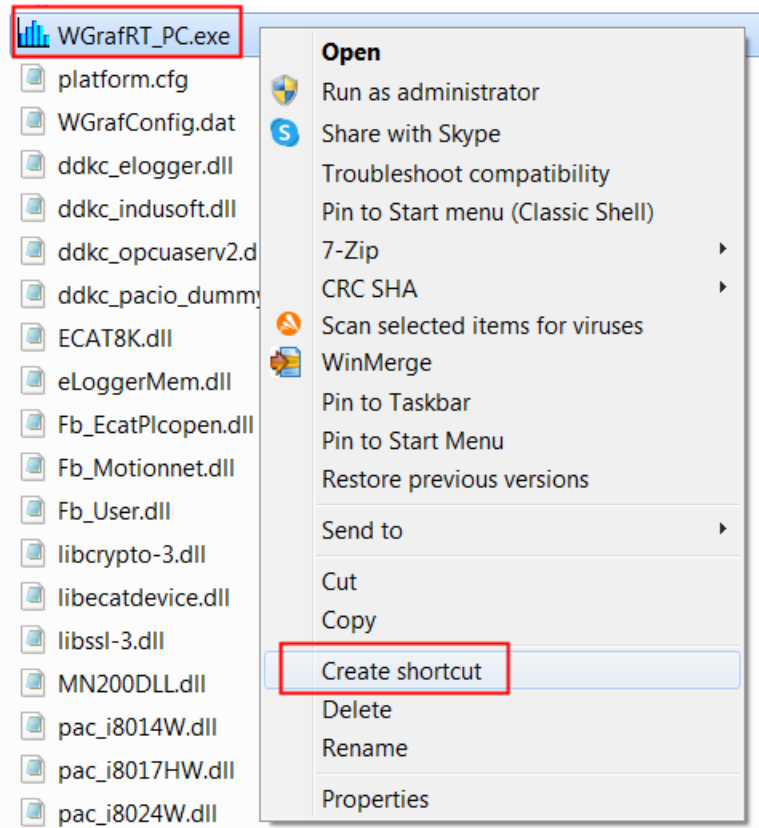 WGrafRT_PC.exe
platform.cfg
WGrafConfig.dat
ddkc_elogger.dll
ddkc_indusoft.dll
ddkc_opcuaserv2.d
ddkc_pacio_dummy
ECAT8K.dll
eLoggerMem.dll
Fb_EcatPlcopen.dll
Fb_Motionnet.dll
Fb_User.dll
libcrypto-3.dll
libecatdevice.dll
libssl-3.dll
MN200DLL.dll
pac_i8014W.dll
pac_i8017HW.dll
pac_i8024W.dll
Open
Run as administrator
Share with Skype
Troubleshoot compatibility
Pin to Start menu (Classic Shell)
7-Zip
CRC SHA
Scan selected items for viruses
WinMerge
Pin to Taskbar
Pin to Start Menu
Restore previous versions
Send to
Cut
Copy
Create shortcut
Delete
Rename
Properties